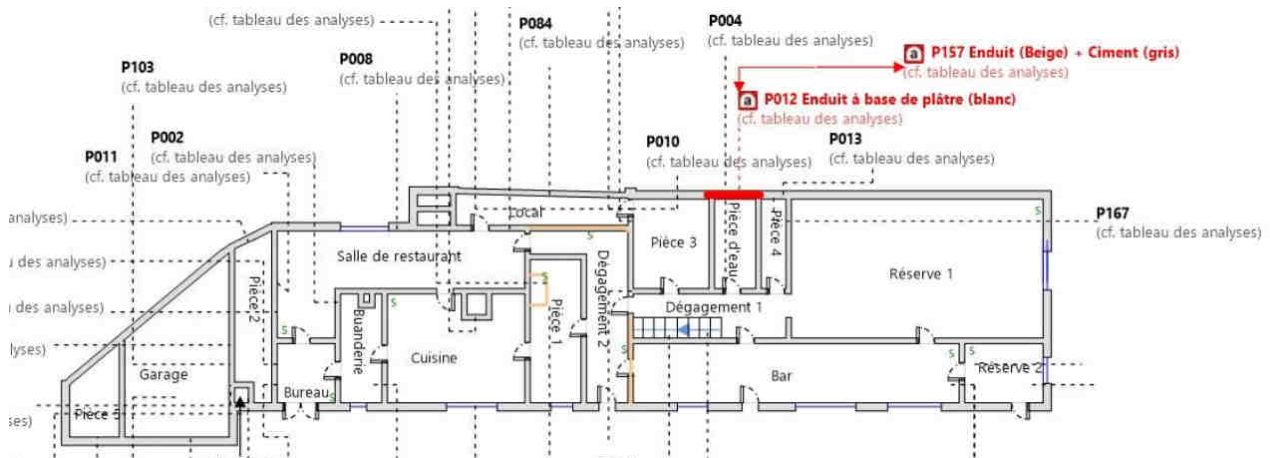 (cf. tableau des analyses)
P084
(cf. tableau des analyses)
P004
(cf. tableau des analyses)
a P157 Enduit (Beige) + Ciment (gris)
(cf. tableau des analyses)
P103
(cf. tableau des analyses)
P008
(cf. tableau des analyses)
a P012 Enduit à base de plâtre (blanc)
(cf. tableau des analyses)
P002
(cf. tableau des analyses)
P011
(cf. tableau des analyses)
P010
(cf. tableau des analyses)
P013
(cf. tableau des analyses)
P167
(cf. tableau des analyses)
analyses)
des analyses)
des analyses)
lyses)
ses)
Local
S
S
Pièce 3
Pièce d'eau
Pièce 4
Réserve 1
Salle de restaurant
Pièce 2
S
Dégagement 2
Pièce 1
Dégagement 1
S
S
Buanderie
Cuisine
S
S
S
Garage
Bureau
S
Bar
Réserve 2
Pièce 5